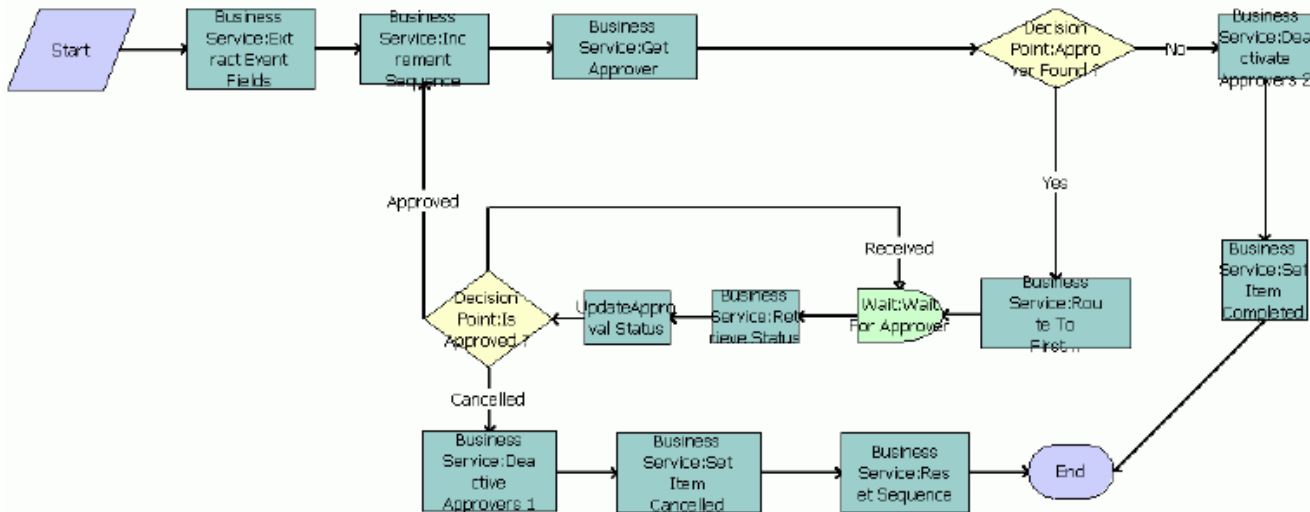 Start
Business
Service:Ext
ract Event
Fields
Business
Service:Inc
rement
Sequence
Business
Service:Get
Approver
Decision
Point:Appro
ver Found ?
No
Business
Service:Dea
ctivate
Approvers 2
Approved
Yes
Received
Decision
Point:Is
Approved ?
UpdateAppro
val Status
Business
Service:Ret
rieve Status
Wait:Wait
For Approver
Business
Service:Rou
te To
First...
Business
Service:Set
Item
Completed
Cancelled
Business
Service:Dea
ctive
Approvers 1
Business
Service:Set
Item
Cancelled
Business
Service:Res
et Sequence
End